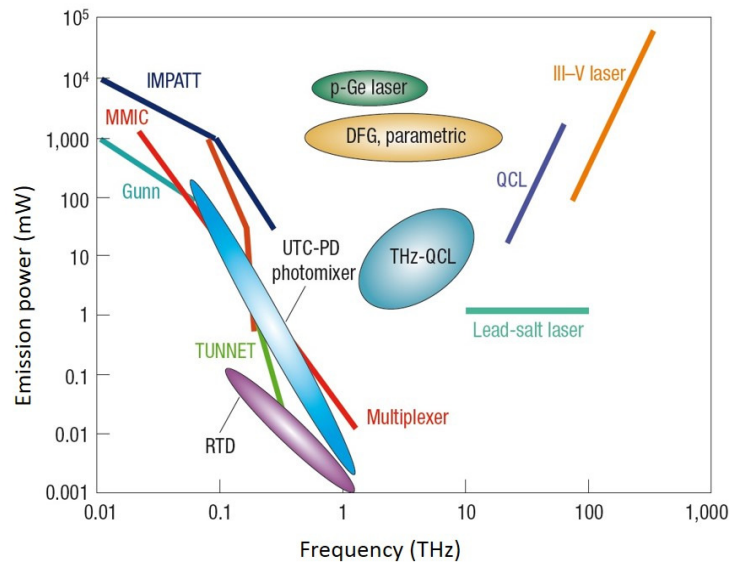 Emission power (mW)
10⁵
10⁴
1,000
100
10
1
0.1
0.01
0.001
IMPATT
MMIC
Gunn
p-Ge laser
DFG, parametric
III–V laser
QCL
UTC-PD
photomixer
THz-QCL
Lead-salt laser
TUNNET
RTD
Multiplexer
0.01
0.1
1
10
100
1,000
Frequency (THz)